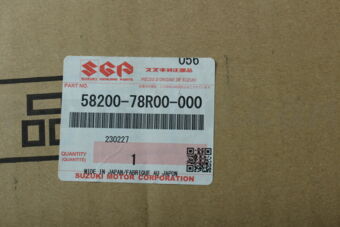 056
SGP
スズキ純正部品
SUZUKI GENUINE PARTS
PIECES D'ORIGINE DE SUZUKI
PART NO.
58200-78R00-000
230227
QUANTITY
(QUANTITÉ)
1
MADE IN JAPAN/FABRIQUE AU JAPON
SUZUKI MOTOR CORPORATION